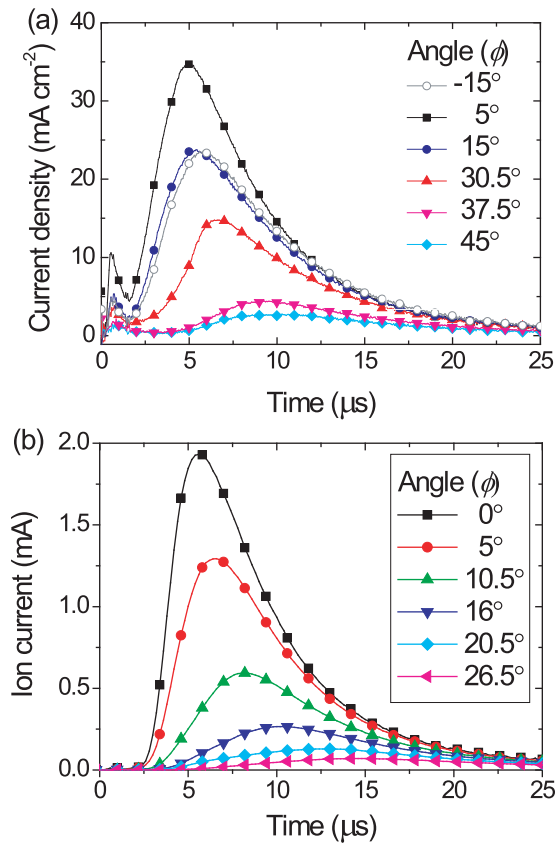 (a)
40
30
20
10
0
Current density (mA cm⁻²)
Angle (ϕ)
-15°
5°
15°
30.5°
37.5°
45°
0 5 10 15 20 25
Time (μs)
(b)
2.0
1.5
1.0
0.5
0.0
Ion current (mA)
Angle (ϕ)
0°
5°
10.5°
16°
20.5°
26.5°
0 5 10 15 20 25
Time (μs)